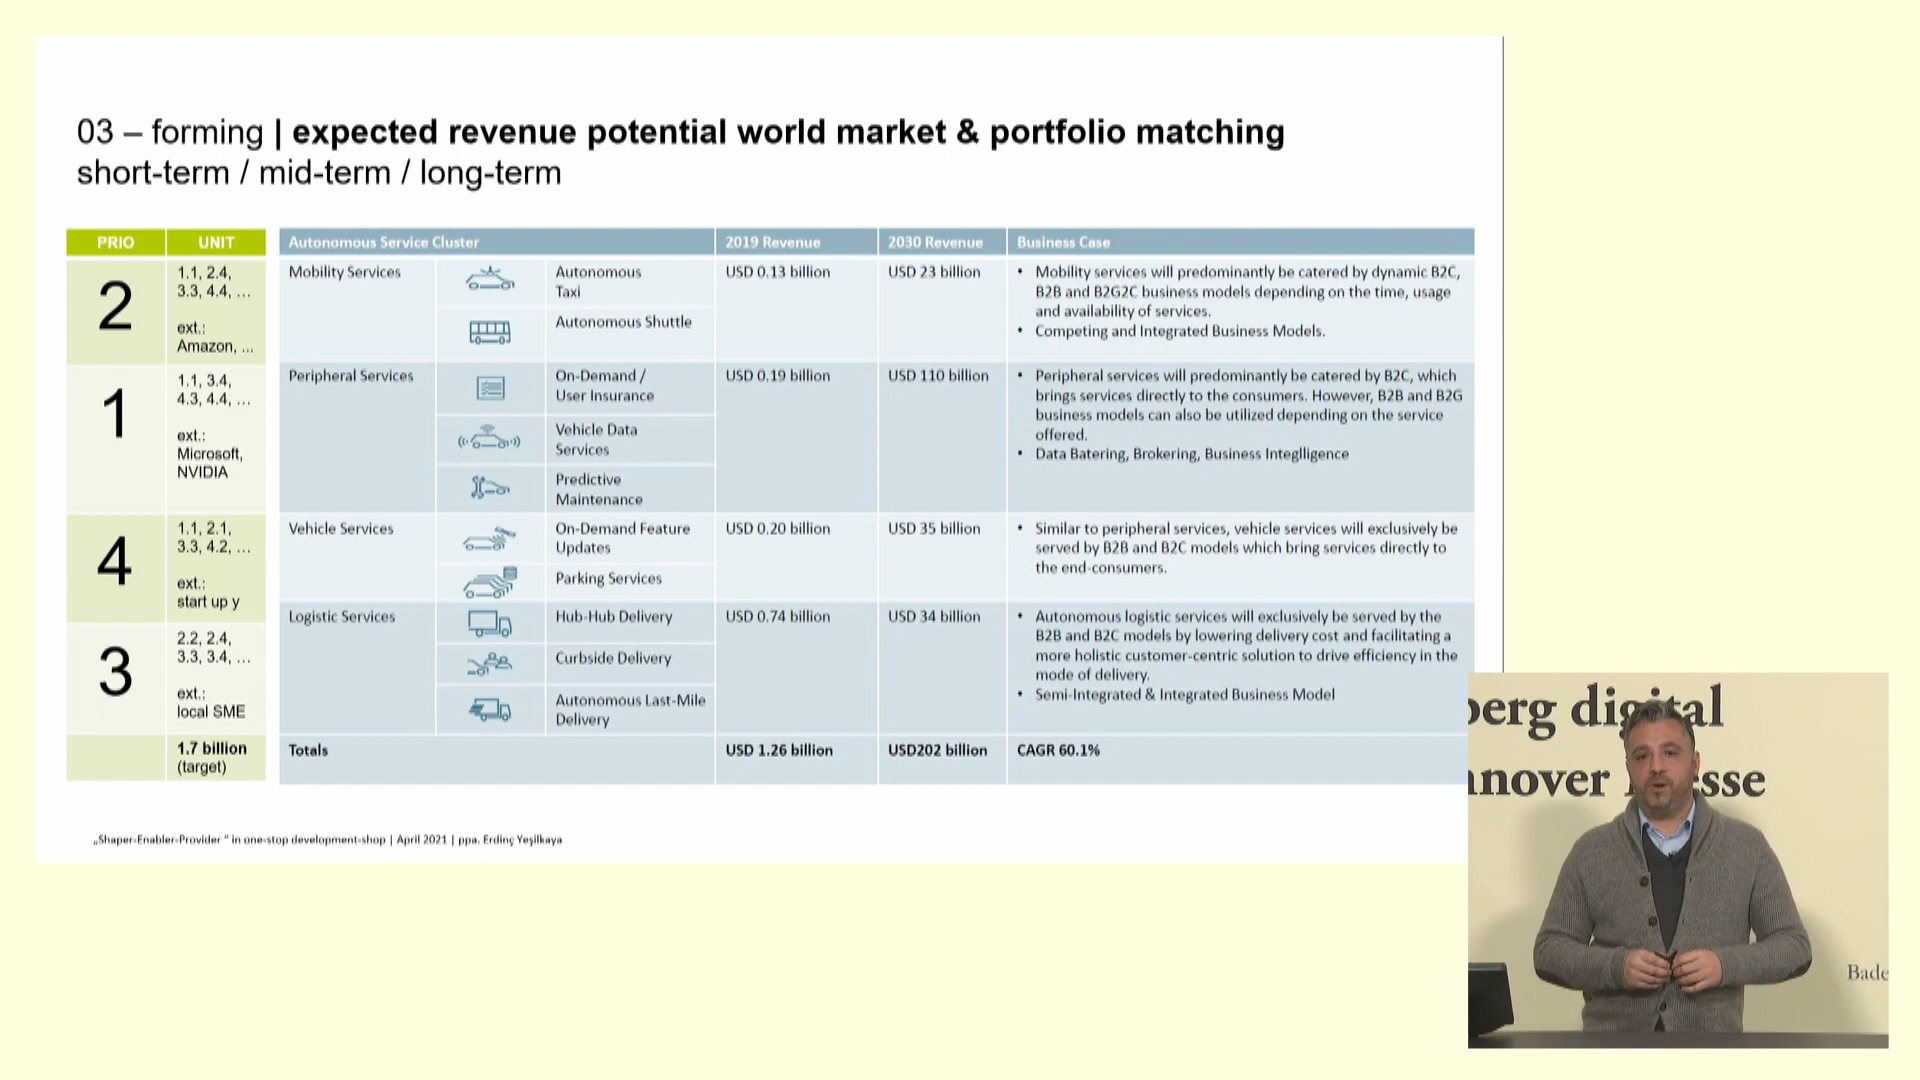 03 – forming | expected revenue potential world market & portfolio matching
short-term / mid-term / long-term
PRIO
UNIT
Autonomous Service Cluster
2019 Revenue
2030 Revenue
Business Case
2
1.1, 2.4,
3.3, 4.4, ...
ext.:
Amazon, ...
Mobility Services
Autonomous
Taxi
Autonomous Shuttle
USD 0.13 billion
USD 23 billion
• Mobility services will predominantly be catered by dynamic B2C,
B2B and B2G2C business models depending on the time, usage
and availability of services.
• Competing and Integrated Business Models.
1
1.1, 3.4,
4.3, 4.4, ...
ext.:
Microsoft,
NVIDIA
Peripheral Services
On-Demand /
User Insurance
Vehicle Data
Services
Predictive
Maintenance
USD 0.19 billion
USD 110 billion
• Peripheral services will predominantly be catered by B2C, which
brings services directly to the consumers. However, B2B and B2G
business models can also be utilized depending on the service
offered.
• Data Batering, Brokering, Business Integlligence
4
1.1, 2.1,
3.3, 4.2, ...
ext.:
start up y
Vehicle Services
On-Demand Feature
Updates
Parking Services
USD 0.20 billion
USD 35 billion
• Similar to peripheral services, vehicle services will exclusively be
served by B2B and B2C models which bring services directly to
the end-consumers.
3
2.2, 2.4,
3.3, 3.4, ...
ext.:
local SME
Logistic Services
Hub-Hub Delivery
Curbside Delivery
Autonomous Last-Mile
Delivery
USD 0.74 billion
USD 34 billion
• Autonomous logistic services will exclusively be served by the
B2B and B2C models by lowering delivery cost and facilitating a
more holistic customer-centric solution to drive efficiency in the
mode of delivery.
• Semi-Integrated & Integrated Business Model
1.7 billion
(target)
Totals
USD 1.26 billion
USD202 billion
CAGR 60.1%
„Shaper-Enabler-Provider “ in one-stop development-shop | April 2021 | ppa. Erdinç Yeşilkaya
berg digital
nnover sse
Bade